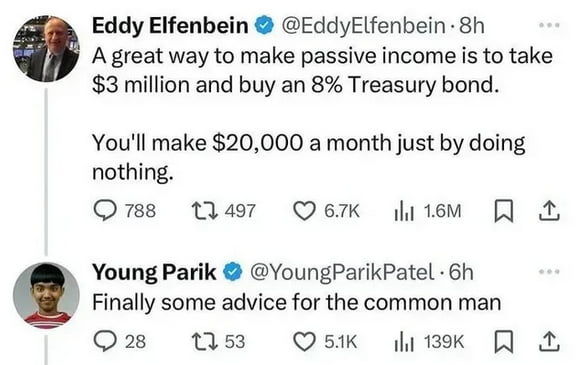 Eddy Elfenbein @EddyElfenbein · 8h
A great way to make passive income is to take
$3 million and buy an 8% Treasury bond.
You'll make $20,000 a month just by doing
nothing.
788 497 6.7K 1.6M
Young Parik @YoungParikPatel · 6h
Finally some advice for the common man
28 53 5.1K 139K